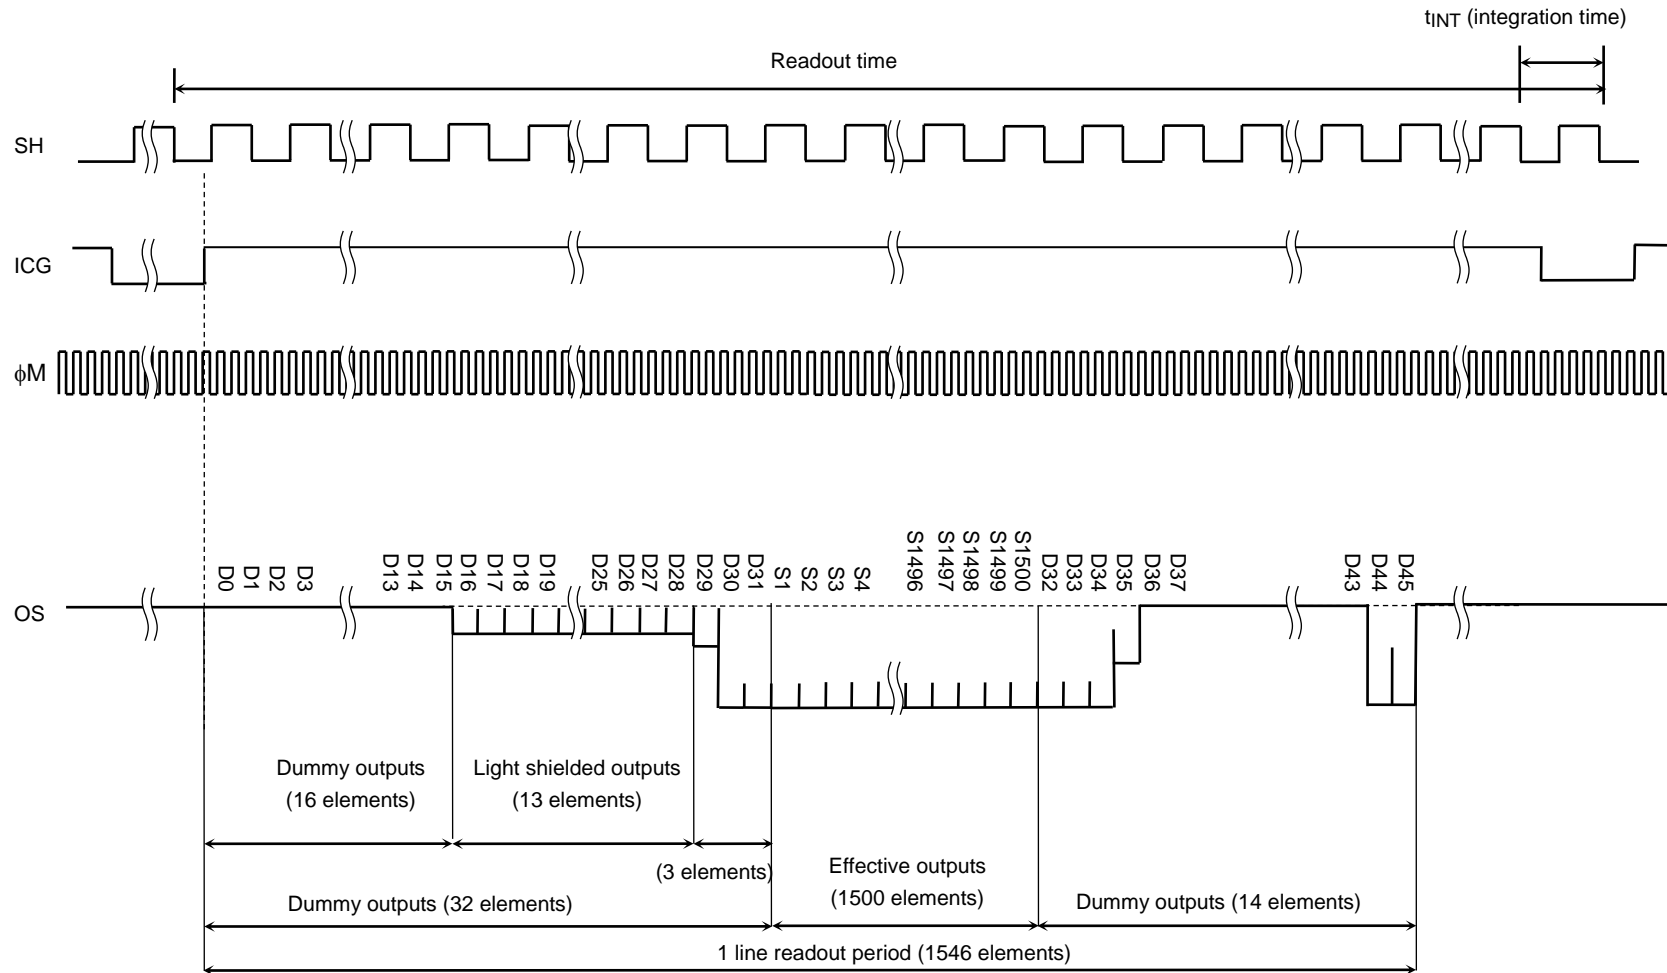 tINT (integration time)
Readout time
SH
ICG
ϕM
OS
D0
D1
D2
D3
D13
D14
D15
D16
D17
D18
D19
D25
D26
D27
D28
D29
D30
D31
S1
S2
S3
S4
S1496
S1497
S1498
S1499
S1500
D32
D33
D34
D35
D36
D37
D43
D44
D45
Dummy outputs
(16 elements)
Light shielded outputs
(13 elements)
(3 elements)
Effective outputs
(1500 elements)
Dummy outputs (32 elements)
Dummy outputs (14 elements)
1 line readout period (1546 elements)